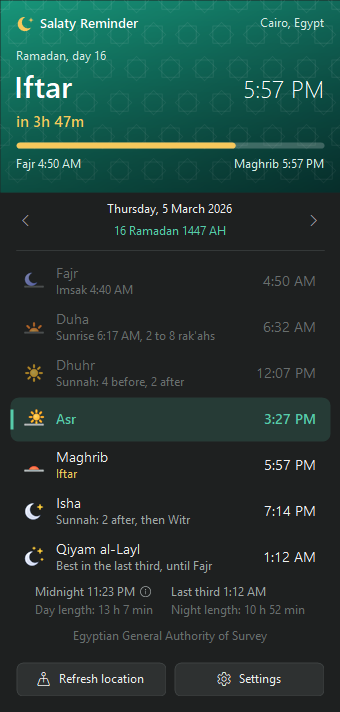 Salaty Reminder
Cairo, Egypt
Ramadan, day 16
Iftar
5:57 PM
in 3h 47m
Fajr 4:50 AM
Maghrib 5:57 PM
Thursday, 5 March 2026
16 Ramadan 1447 AH
Fajr
Imsak 4:40 AM
4:50 AM
Duha
Sunrise 6:17 AM, 2 to 8 rak'ahs
6:32 AM
Dhuhr
Sunnah: 4 before, 2 after
12:07 PM
Asr
3:27 PM
Maghrib
Iftar
5:57 PM
Isha
Sunnah: 2 after, then Witr
7:14 PM
Qiyam al-Layl
Best in the last third, until Fajr
1:12 AM
Midnight 11:23 PM
Last third 1:12 AM
Day length: 13 h 7 min
Night length: 10 h 52 min
Egyptian General Authority of Survey
Refresh location
Settings